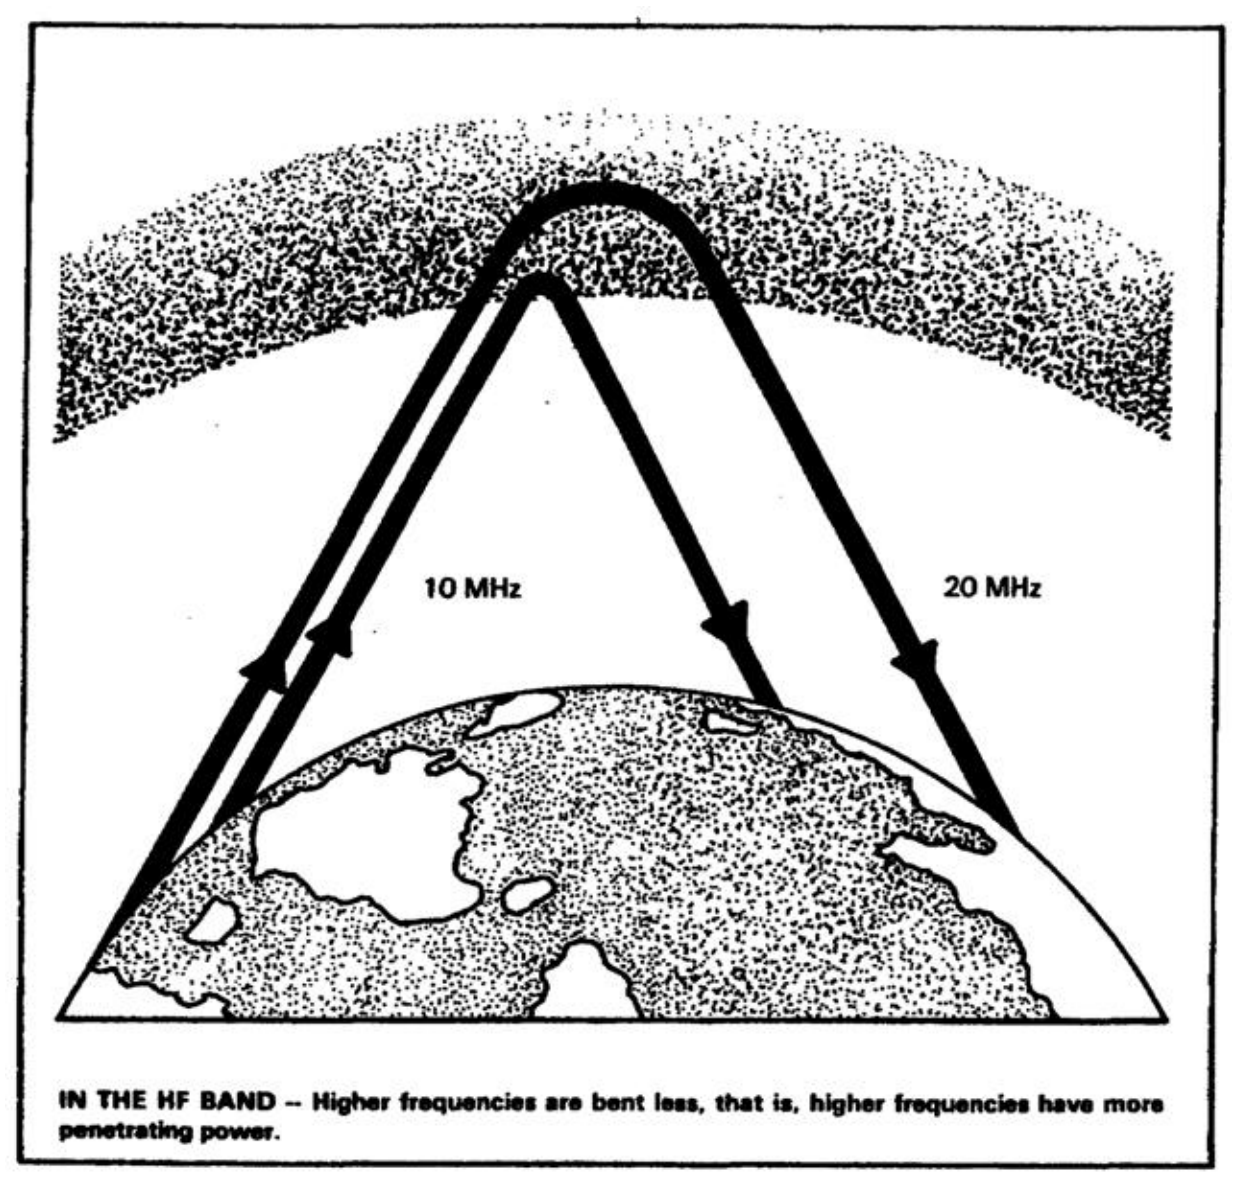 10 MHz
20 MHz
IN THE HF BAND -- Higher frequencies are bent less, that is, higher frequencies have more
penetrating power.